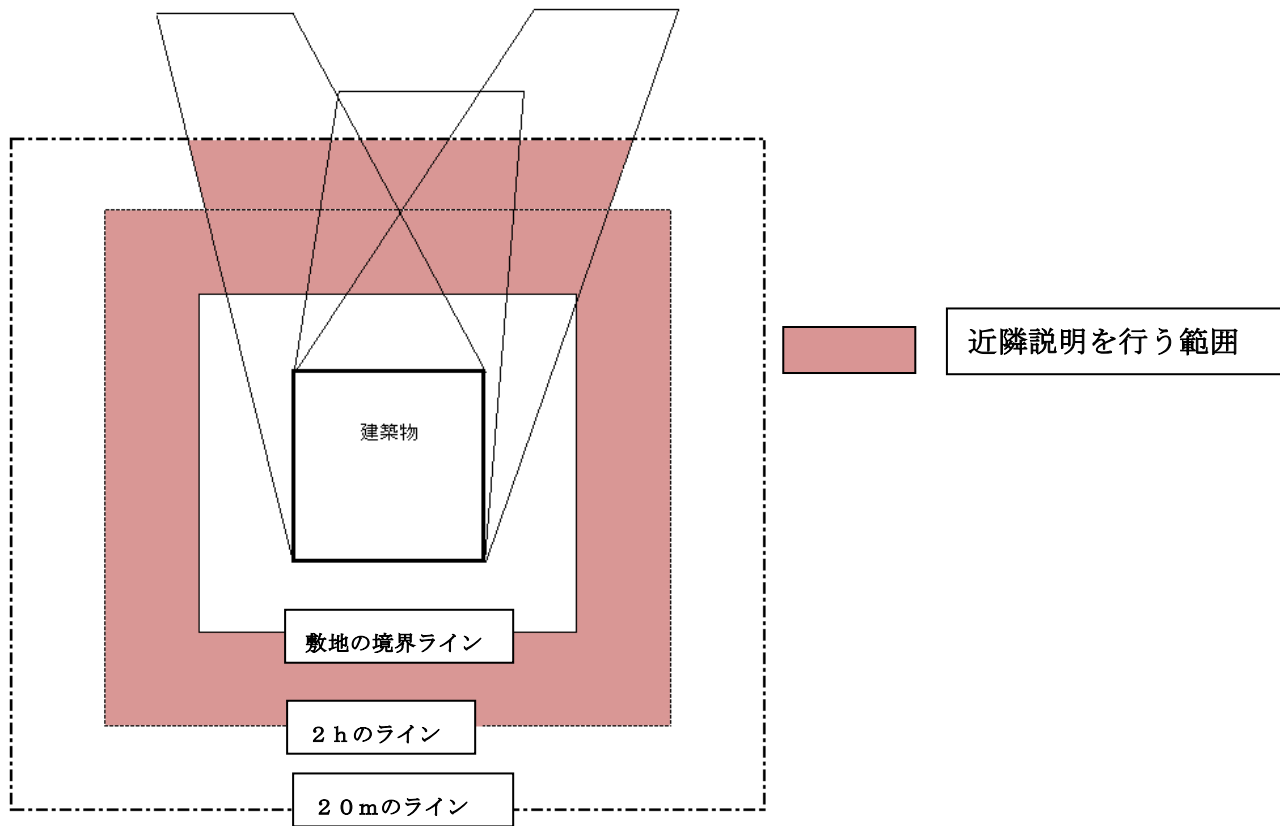 近隣説明を行う範囲
建築物
敷地の境界ライン
２ｈのライン
２０ｍのライン